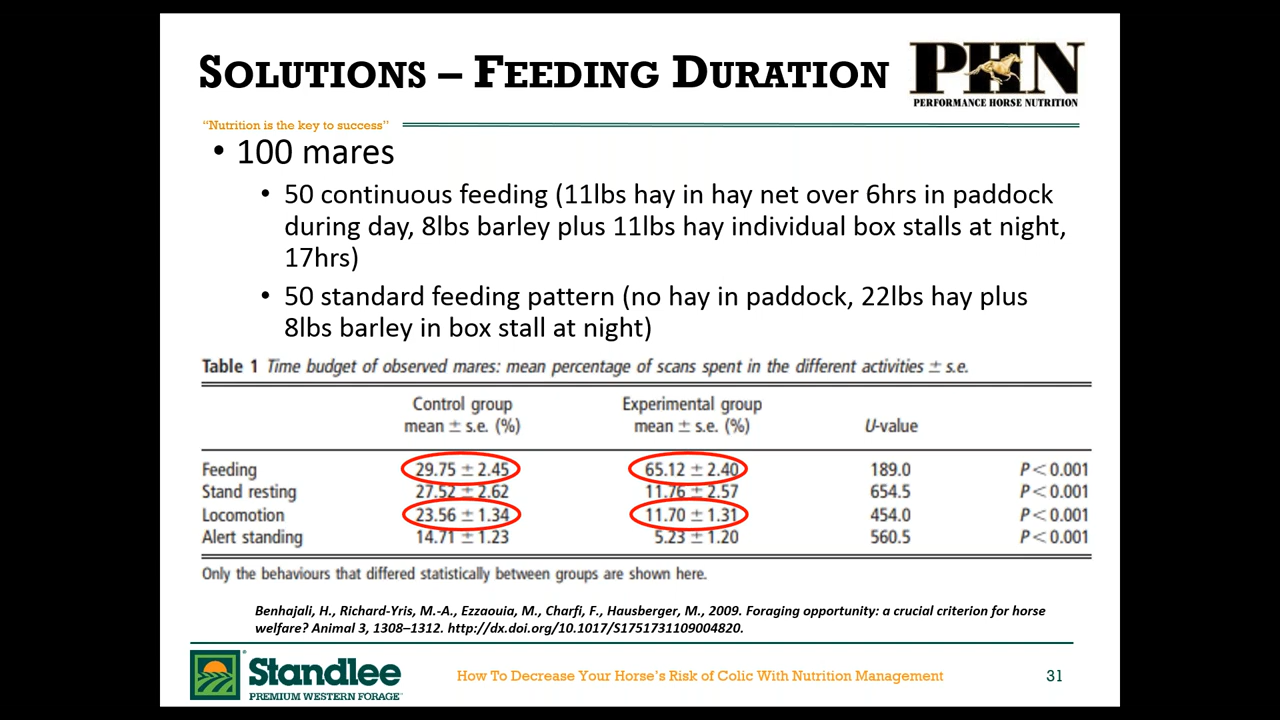 SOLUTIONS – FEEDING DURATION
PHN
PERFORMANCE HORSE NUTRITION
“Nutrition is the key to success”
• 100 mares
• 50 continuous feeding (11lbs hay in hay net over 6hrs in paddock
during day, 8lbs barley plus 11lbs hay individual box stalls at night,
17hrs)
• 50 standard feeding pattern (no hay in paddock, 22lbs hay plus
8lbs barley in box stall at night)
Table 1 Time budget of observed mares: mean percentage of scans spent in the different activities ± s.e.
Control group Experimental group
mean ± s.e. (%) mean ± s.e. (%) U-value
Feeding 29.75 ± 2.45 65.12 ± 2.40 189.0 P < 0.001
Stand resting 27.52 ± 2.62 11.76 ± 2.57 654.5 P < 0.001
Locomotion 23.56 ± 1.34 11.70 ± 1.31 454.0 P < 0.001
Alert standing 14.71 ± 1.23 5.23 ± 1.20 560.5 P < 0.001
Only the behaviours that differed statistically between groups are shown here.
Benhajali, H., Richard-Yris, M.-A., Ezzaouia, M., Charfi, F., Hausberger, M., 2009. Foraging opportunity: a crucial criterion for horse
welfare? Animal 3, 1308–1312. http://dx.doi.org/10.1017/S1751731109004820.
Standlee
PREMIUM WESTERN FORAGE
How To Decrease Your Horse's Risk of Colic With Nutrition Management
31